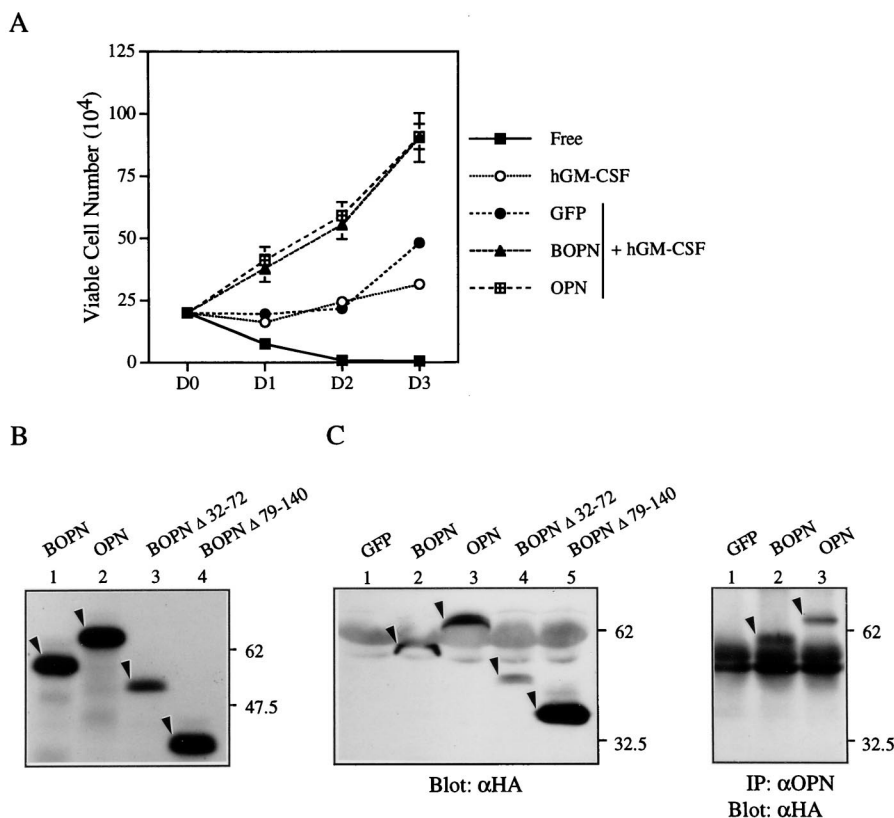 A
125
100
75
50
25
0
Viable Cell Number (10⁴)
D0 D1 D2 D3
Free
hGM-CSF
GFP
BOPN
OPN
+ hGM-CSF
B
BOPN OPN BOPN Δ 32-72 BOPN Δ 79-140
1 2 3 4
62
47.5
C
GFP BOPN OPN BOPN Δ 32-72 BOPN Δ 79-140
1 2 3 4 5
62
32.5
Blot: αHA
GFP BOPN OPN
1 2 3
62
32.5
IP: αOPN
Blot: αHA